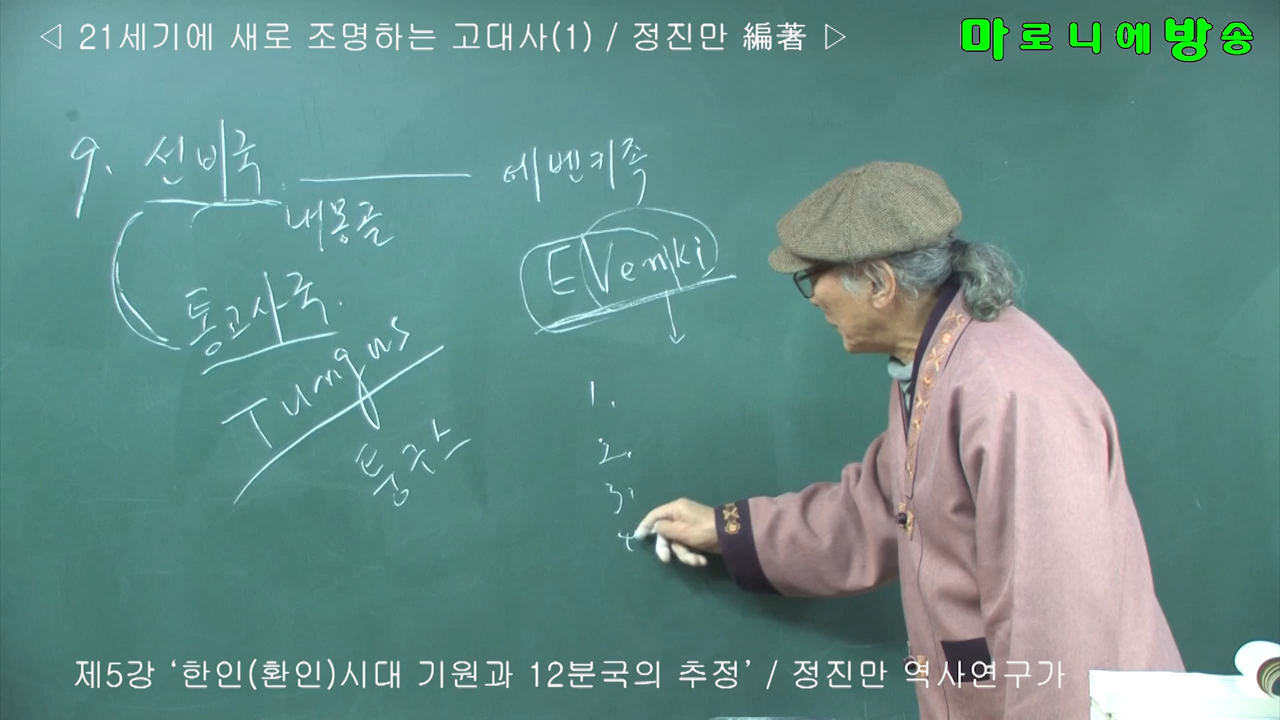 ◁ 21세기에 새로 조명하는 고대사(1) / 정진만 編著 ▷
마로니에방송
9. 선비국 ——— 에벤키족
내몽골
Evenki
통고사국.
Tungus
퉁구스
1.
2.
3.
4
제5강 ‘한인(환인)시대 기원과 12분국의 추정’ / 정진만 역사연구가